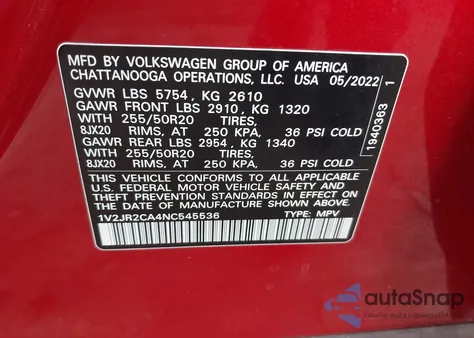 MFD BY VOLKSWAGEN GROUP OF AMERICA
CHATTANOOGA OPERATIONS, LLC. USA 05/2022
GVWR LBS 5754, KG 2610
GAWR FRONT LBS 2910, KG 1320
WITH 255/50R20 TIRES,
8JX20 RIMS, AT 250 KPA, 36 PSI COLD
GAWR REAR LBS 2954, KG 1340
WITH 255/50R20 TIRES,
8JX20 RIMS, AT 250 KPA, 36 PSI COLD
THIS VEHICLE CONFORMS TO ALL APPLICABLE
U.S. FEDERAL MOTOR VEHICLE SAFETY AND
THEFT PREVENTION STANDARDS IN EFFECT ON
THE DATE OF MANUFACTURE SHOWN ABOVE.
1V2JR2CA4NC545536 TYPE: MPV
1940363 1
autoSnap